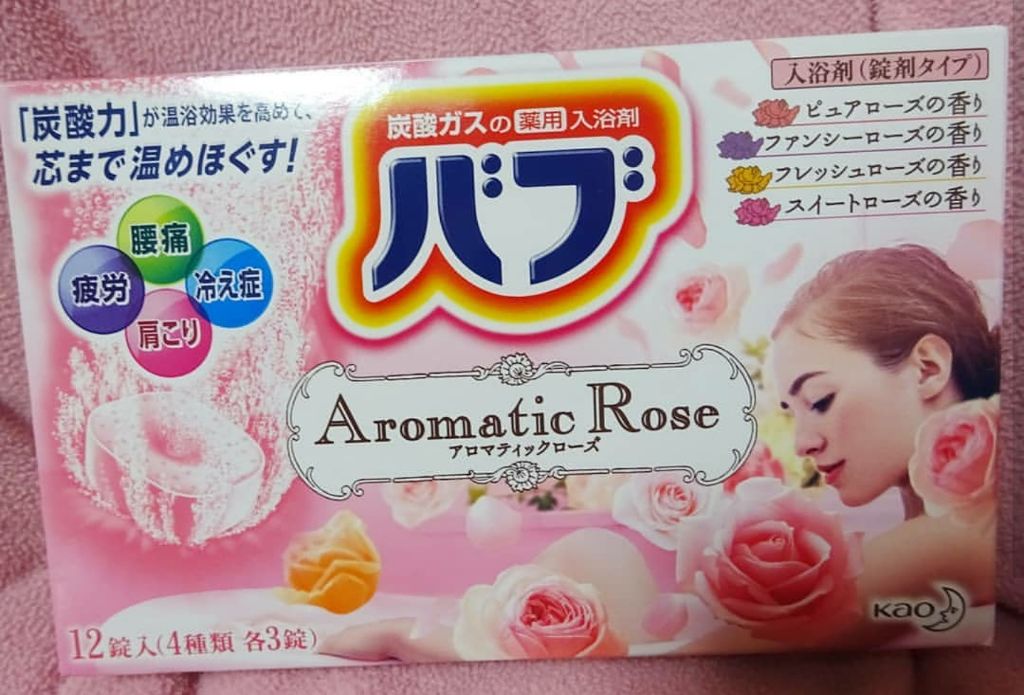 「炭酸力」が温浴効果を高めて、
芯まで温めほぐす!
腰痛
疲労
冷え症
肩こり
炭酸ガスの薬用入浴剤
バブ
Aromatic Rose
アロマティックローズ
入浴剤(錠剤タイプ)
ピュアローズの香り
ファンシーローズの香り
フレッシュローズの香り
スイートローズの香り
12錠入(4種類 各3錠)
Kao